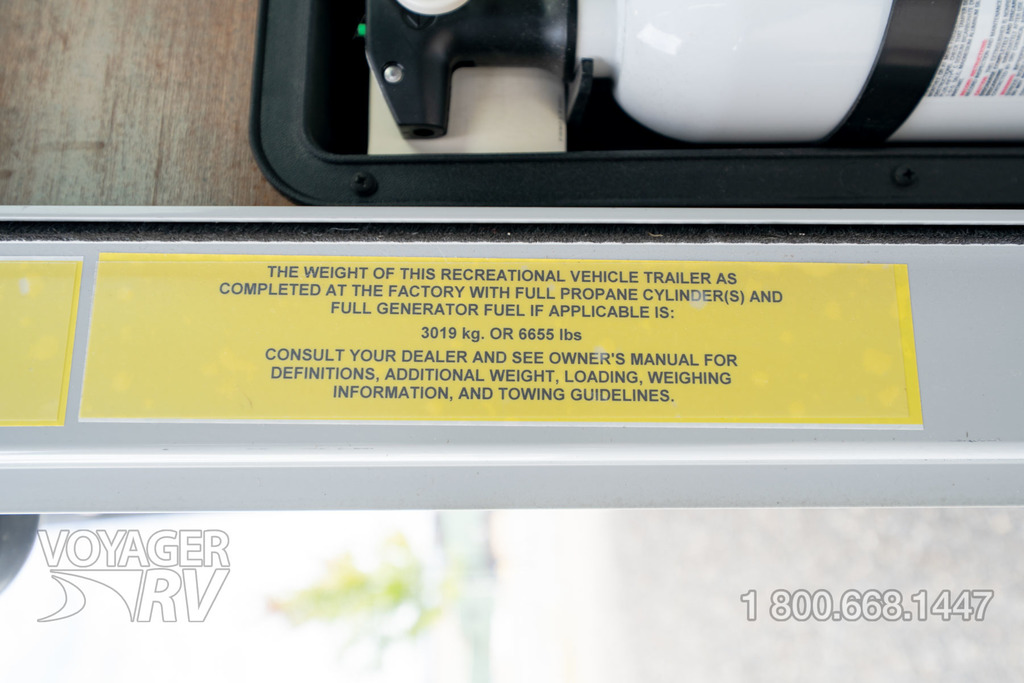 THE WEIGHT OF THIS RECREATIONAL VEHICLE TRAILER AS
COMPLETED AT THE FACTORY WITH FULL PROPANE CYLINDER(S) AND
FULL GENERATOR FUEL IF APPLICABLE IS:
3019 kg. OR 6655 lbs
CONSULT YOUR DEALER AND SEE OWNER'S MANUAL FOR
DEFINITIONS, ADDITIONAL WEIGHT, LOADING, WEIGHING
INFORMATION, AND TOWING GUIDELINES.
VOYAGER
RV
1 800.668.1447